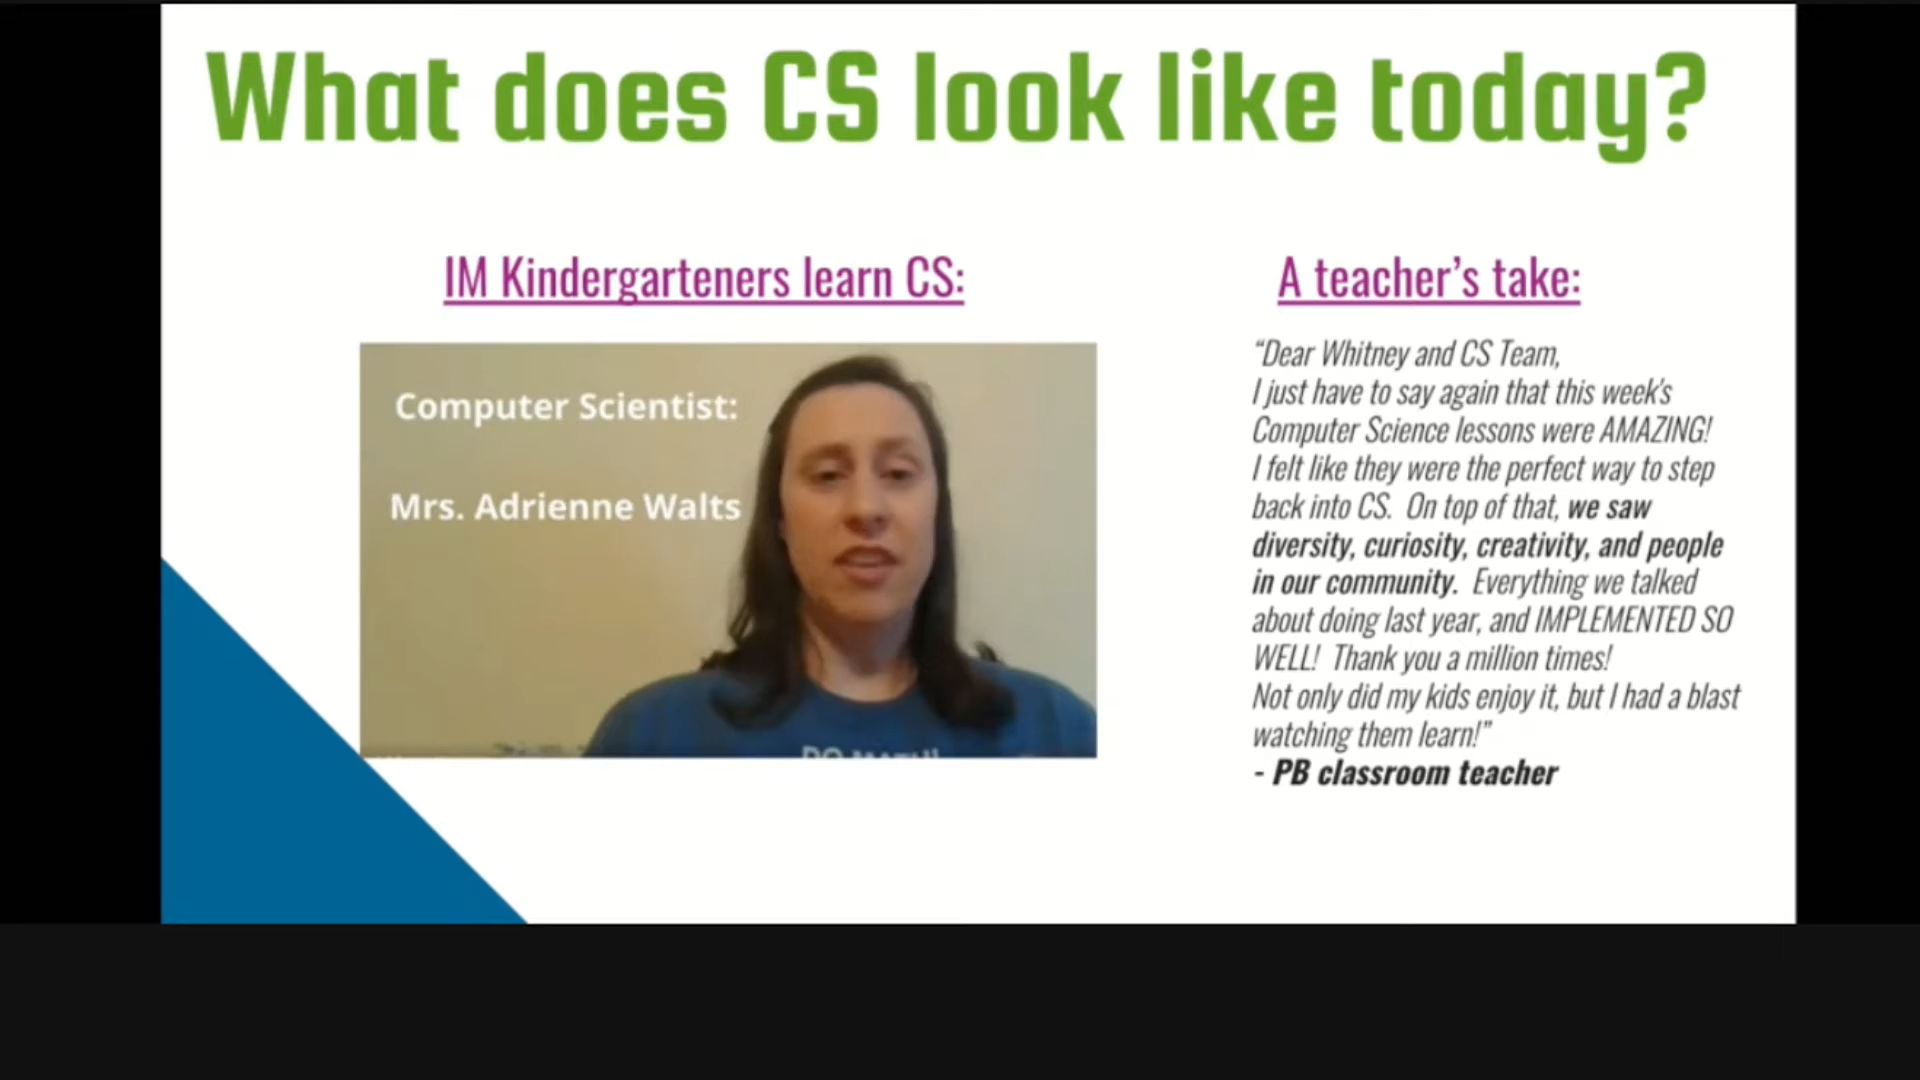 What does CS look like today?
IM Kindergarteners learn CS:
Computer Scientist:
Mrs. Adrienne Walts
A teacher's take:
“Dear Whitney and CS Team,
I just have to say again that this week's
Computer Science lessons were AMAZING!
I felt like they were the perfect way to step
back into CS. On top of that, we saw
diversity, curiosity, creativity, and people
in our community. Everything we talked
about doing last year, and IMPLEMENTED SO
WELL! Thank you a million times!
Not only did my kids enjoy it, but I had a blast
watching them learn!”
- PB classroom teacher